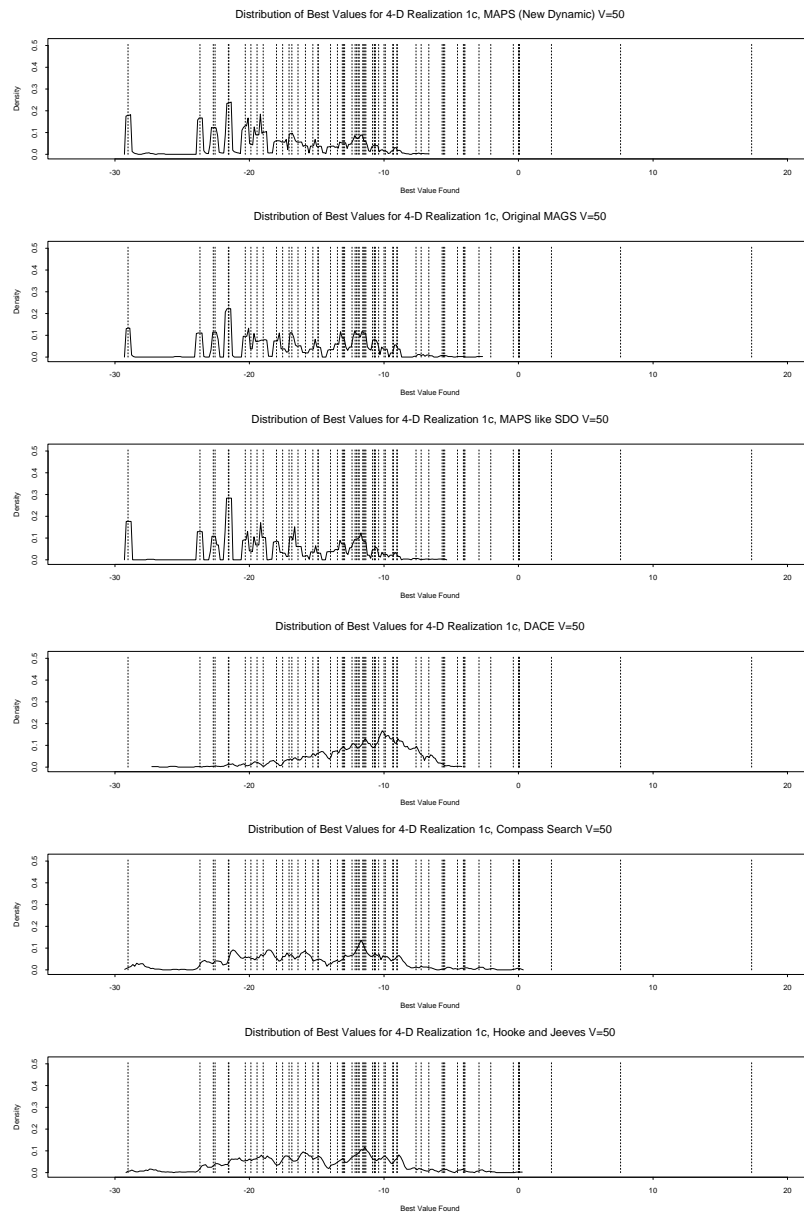 Distribution of Best Values for 4-D Realization 1c, MAPS (New Dynamic) V=50
Density
0.0 0.1 0.2 0.3 0.4 0.5
-30 -20 -10 0 10 20
Best Value Found
Distribution of Best Values for 4-D Realization 1c, Original MAGS V=50
Density
0.0 0.1 0.2 0.3 0.4 0.5
-30 -20 -10 0 10 20
Best Value Found
Distribution of Best Values for 4-D Realization 1c, MAPS like SDO V=50
Density
0.0 0.1 0.2 0.3 0.4 0.5
-30 -20 -10 0 10 20
Best Value Found
Distribution of Best Values for 4-D Realization 1c, DACE V=50
Density
0.0 0.1 0.2 0.3 0.4 0.5
-30 -20 -10 0 10 20
Best Value Found
Distribution of Best Values for 4-D Realization 1c, Compass Search V=50
Density
0.0 0.1 0.2 0.3 0.4 0.5
-30 -20 -10 0 10 20
Best Value Found
Distribution of Best Values for 4-D Realization 1c, Hooke and Jeeves V=50
Density
0.0 0.1 0.2 0.3 0.4 0.5
-30 -20 -10 0 10 20
Best Value Found